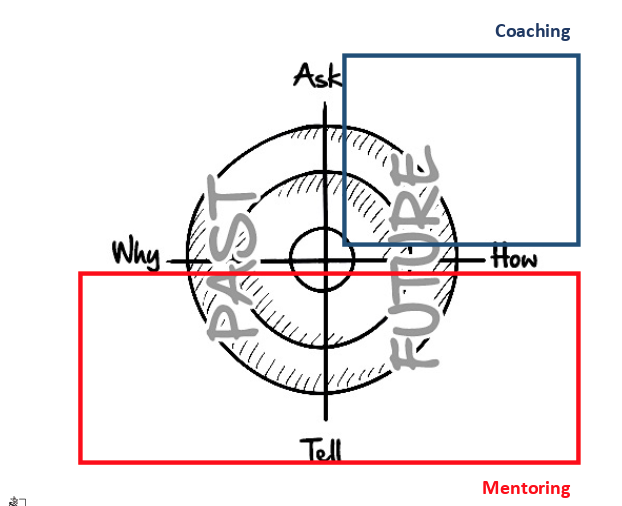 Coaching
Ask
PAST
FUTURE
Why
How
Tell
Mentoring